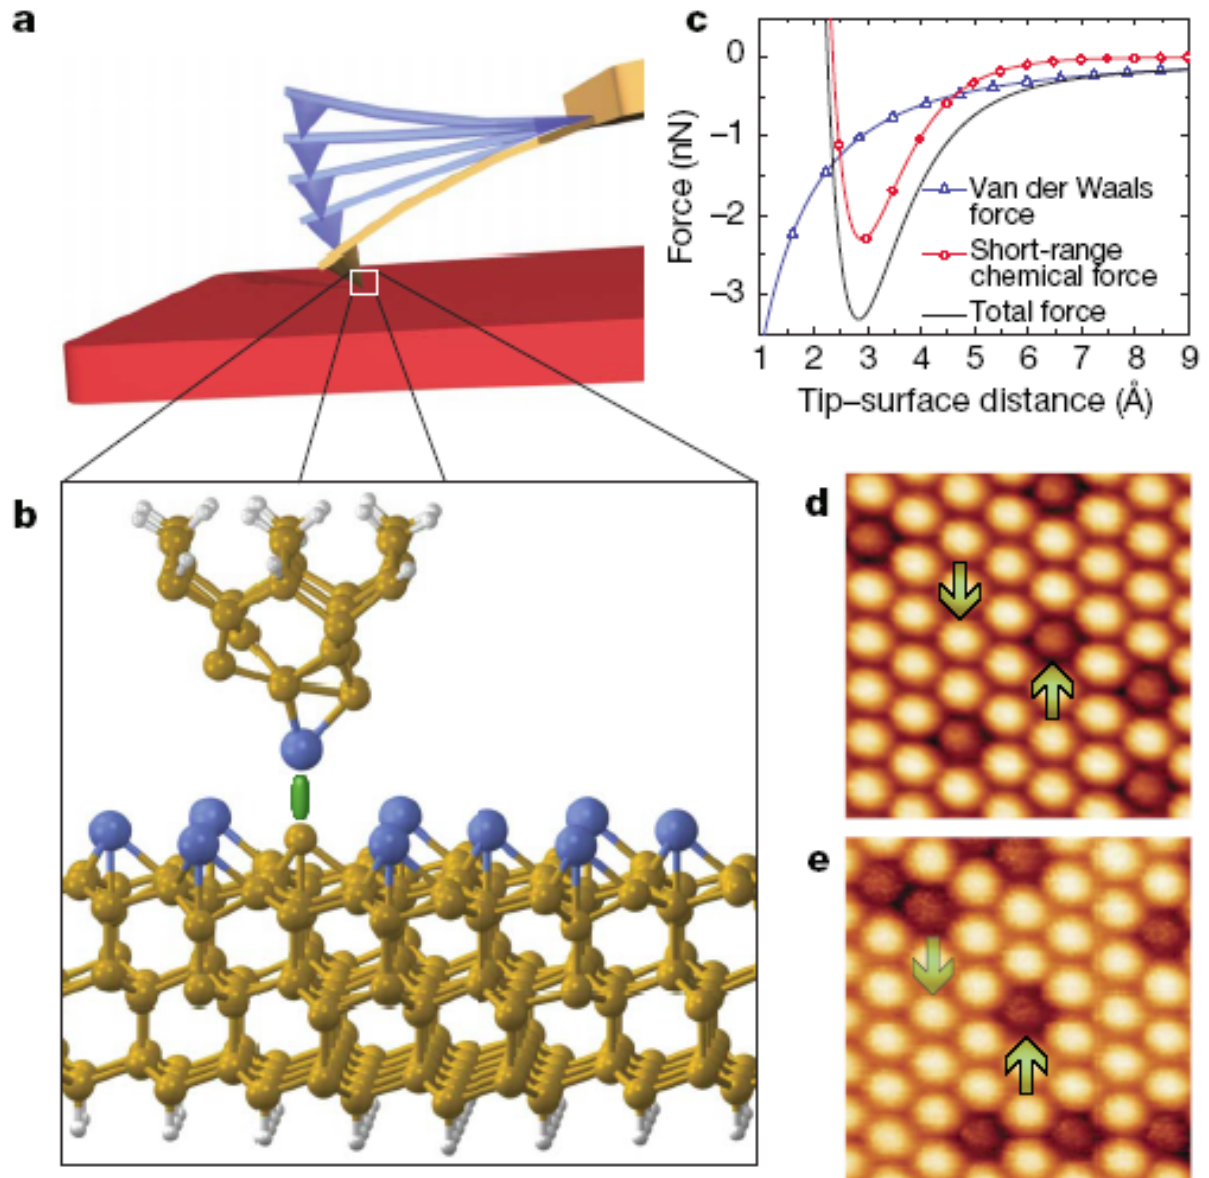 a
c
0
–1
–2
–3
Force (nN)
Van der Waals
force
Short-range
chemical force
Total force
1 2 3 4 5 6 7 8 9
Tip–surface distance (Å)
b
d
e